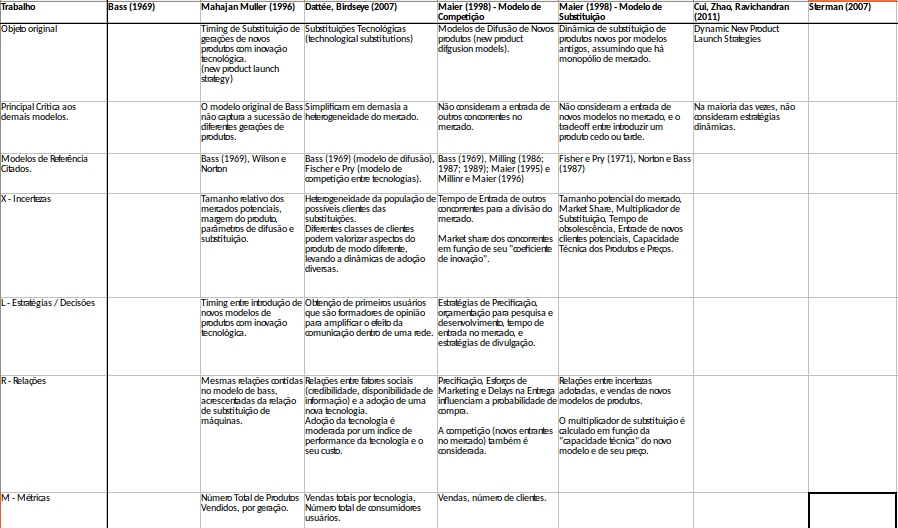 Trabalho
Bass (1969)
Mahajan Muller (1996)
Dattée, Birdseye (2007)
Maier (1998) - Modelo de
Competição
Maier (1998) - Modelo de
Substituição
Cui, Zhao, Ravichandran
(2011)
Sterman (2007)
Objeto original
Timing de Substituição de
gerações de novos
produtos com inovação
tecnológica.
(new product launch
strategy)
Substituições Tecnológicas
(technological substitutions)
Modelos de Difusão de Novos
produtos (new product
difgusion models).
Dinâmica de substituição de
produtos novos por modelos
antigos, assumindo que há
monopólio de mercado.
Dynamic New Product
Launch Strategies
Principal Crítica aos
demais modelos.
O modelo original de Bass
não captura a sucessão de
diferentes gerações de
produtos.
Simplificam em demasia a
heterogeneidade do mercado.
Não consideram a entrada de
outros concorrentes no
mercado.
Não consideram a entrada de
novos modelos no mercado, e o
tradeoff entre introduzir um
produto cedo ou tarde.
Na maioria das vezes, não
consideram estratégias
dinâmicas.
Modelos de Referência
Citados.
Bass (1969), Wilson e
Norton
Bass (1969) (modelo de difusão),
Fischer e Pry (modelo de
competição entre tecnologias).
Bass (1969), Milling (1986;
1987; 1989); Maier (1995) e
Millinr e Maier (1996)
Fisher e Pry (1971), Norton e Bass
(1987)
X - Incertezas
Tamanho relativo dos
mercados potenciais,
margem do produto,
parâmetros de difusão e
substituição.
Heterogeneidade da população de
possíveis clientes das
substituições.
Diferentes classes de clientes
podem valorizar aspectos do
produto de modo diferente,
levando a dinâmicas de adoção
diversas.
Tempo de Entrada de outros
concorrentes para a divisão do
mercado.
Market share dos concorrentes
em função de seu "coeficiente
de inovação".
Tamanho potencial do mercado,
Market Share, Multiplicador de
Substituição, Tempo de
obsolescência, Entrade de novos
clientes potenciais, Capacidade
Técnica dos Produtos e Preços.
L - Estratégias / Decisões
Timing entre introdução de
novos modelos de
produtos com inovação
tecnológica.
Obtenção de primeiros usuários
que são formadores de opinião
para amplificar o efeito da
comunicação dentro de uma rede.
Estratégias de Precificação,
orçamentação para pesquisa e
desenvolvimento, tempo de
entrada no mercado, e
estratégias de divulgação.
R - Relações
Mesmas relações contidas
no modelo de bass,
acrescentadas da relação
de substituição de
máquinas.
Relações entre fatores sociais
(credibilidade, disponibilidade de
informação) e a adoção de uma
nova tecnologia.
Adoção da tecnologia é
moderada por um índice de
performance da tecnologia e o
seu custo.
Precificação, Esforços de
Marketing e Delays na Entrega
influenciam a probabilidade de
compra.
A competição (novos entrantes
no mercado) também é
considerada.
Relações entre incertezas
adotadas, e vendas de novos
modelos de produtos.
O multiplicador de substituição é
calculado em função da
"capacidade técnica" do novo
modelo e de seu preço.
M - Métricas
Número Total de Produtos
Vendidos, por geração.
Vendas totais por tecnologia,
Número total de consumidores
usuários.
Vendas, número de clientes.